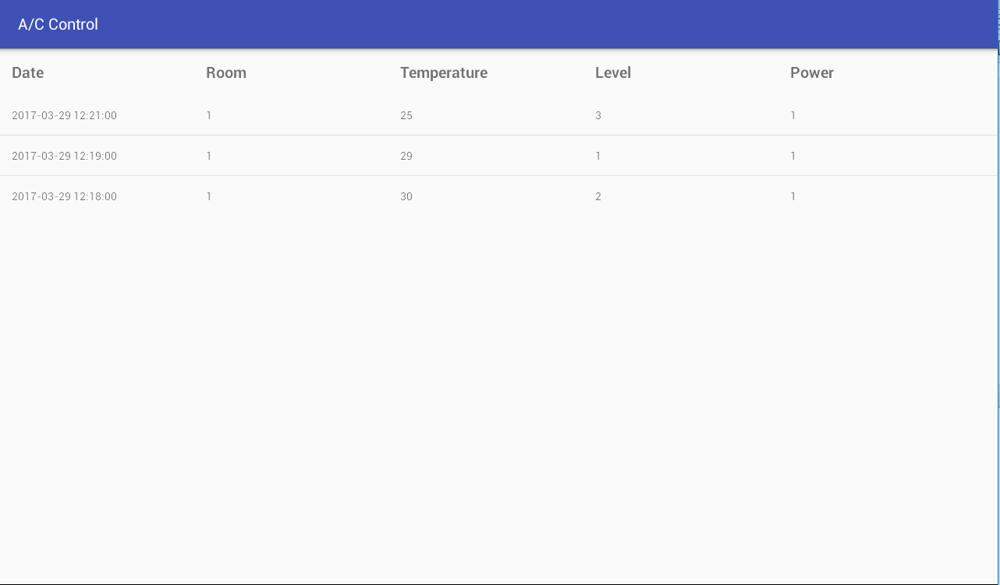 A/C Control
Date Room Temperature Level Power
2017-03-29 12:21:00 1 25 3 1
2017-03-29 12:19:00 1 29 1 1
2017-03-29 12:18:00 1 30 2 1